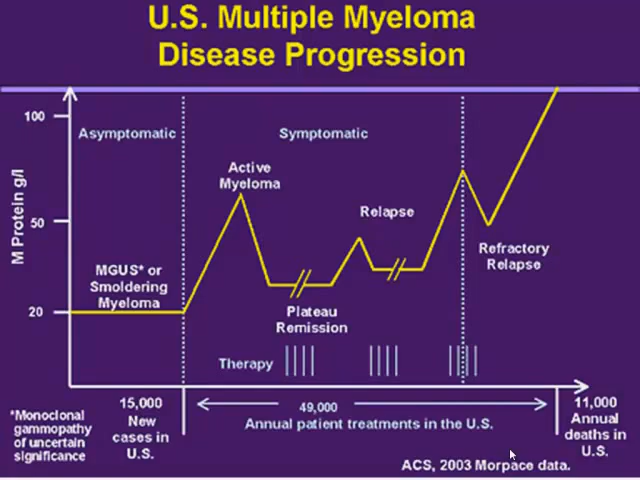 U.S. Multiple Myeloma
Disease Progression
100
Asymptomatic
Symptomatic
Active
Myeloma
M Protein g/l
50
Relapse
Refractory
Relapse
MGUS* or
Smoldering
Myeloma
20
Plateau
Remission
Therapy
*Monoclonal
gammopathy
of uncertain
significance
15,000
New
cases in
U.S.
49,000
Annual patient treatments in the U.S.
11,000
Annual
deaths in
U.S.
ACS, 2003 Morpace data.